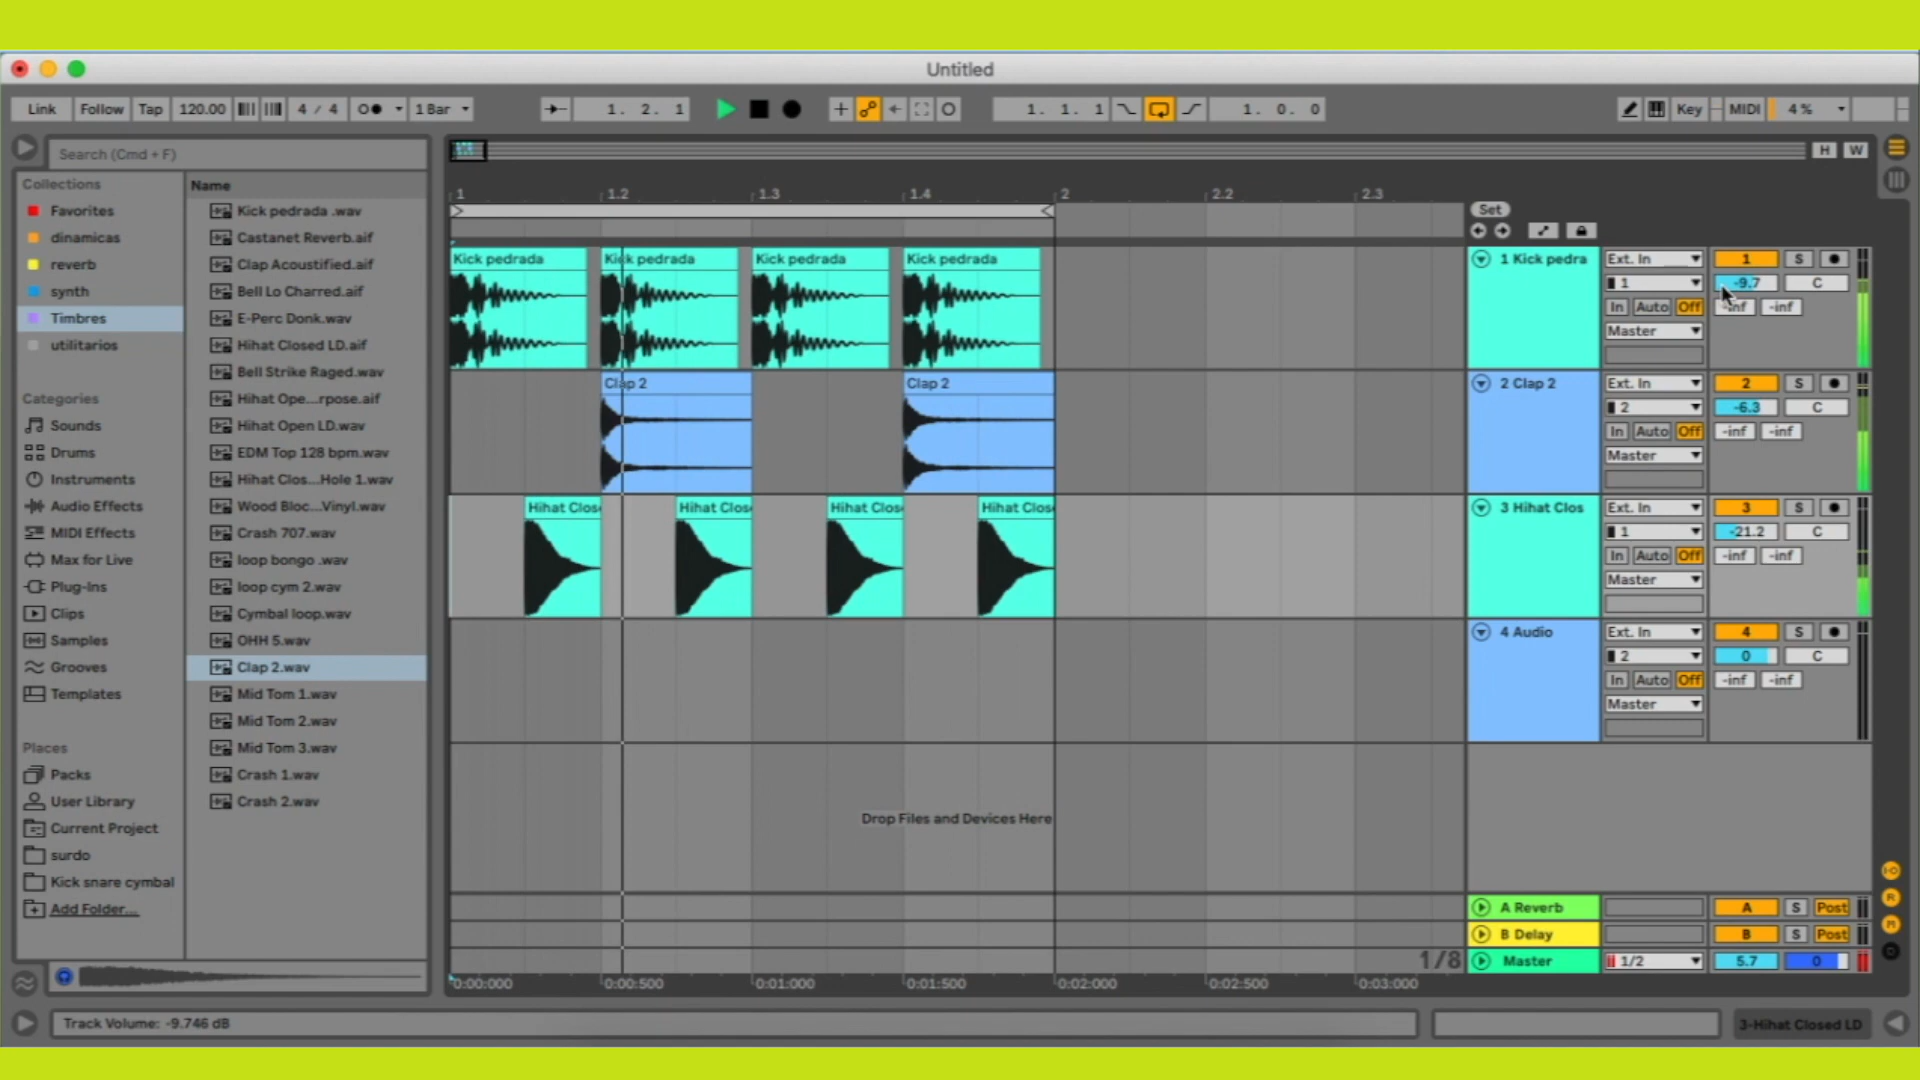 Untitled
Link Follow Tap 120.00 4 / 4 1 Bar 1. 2. 1 1. 1. 1 1. 0. 0 Key MIDI 4 %
Search (Cmd + F)
H W
Collections
Favorites
dinamicas
reverb
synth
Timbres
utilitarios
Categories
Sounds
Drums
Instruments
Audio Effects
MIDI Effects
Max for Live
Plug-Ins
Clips
Samples
Grooves
Templates
Places
Packs
User Library
Current Project
surdo
Kick snare cymbal
Add Folder...
Name
Kick pedrada .wav
Castanet Reverb.aif
Clap Acoustified.aif
Bell Lo Charred.aif
E-Perc Donk.wav
Hihat Closed LD.aif
Bell Strike Raged.wav
Hihat Ope...rpose.aif
Hihat Open LD.wav
EDM Top 128 bpm.wav
Hihat Clos...Hole 1.wav
Wood Bloc...Vinyl.wav
Crash 707.wav
loop bongo .wav
loop cym 2.wav
Cymbal loop.wav
OHH 5.wav
Clap 2.wav
Mid Tom 1.wav
Mid Tom 2.wav
Mid Tom 3.wav
Crash 1.wav
Crash 2.wav
1 1.2 1.3 1.4 2 2.2 2.3
Set
Kick pedrada Kick pedrada Kick pedrada Kick pedrada
1 Kick pedra Ext. In 1 S
1 -9.7 C
In Auto Off -inf -inf
Master
Clap 2 Clap 2
2 Clap 2 Ext. In 2 S
2 -6.3 C
In Auto Off -inf -inf
Master
Hihat Clos Hihat Clos Hihat Clos Hihat Clos
3 Hihat Clos Ext. In 3 S
1 -21.2 C
In Auto Off -inf -inf
Master
4 Audio Ext. In 4 S
2 0 C
In Auto Off -inf -inf
Master
Drop Files and Devices Here
A Reverb A S Post
B Delay B S Post
1/8 Master 1/2 5.7 0
0:00:000 0:00:500 0:01:000 0:01:500 0:02:000 0:02:500 0:03:000
Track Volume: -9.746 dB
3-Hihat Closed LD